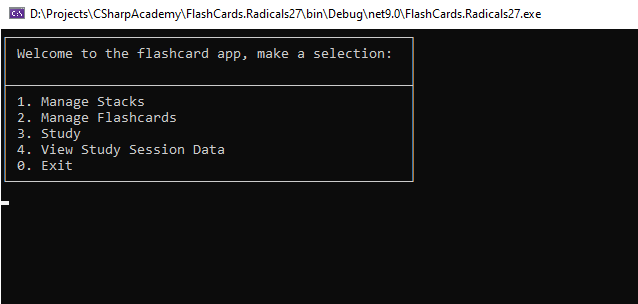 D:\Projects\CSharpAcademy\FlashCards.Radicals27\bin\Debug\net9.0\FlashCards.Radicals27.exe
Welcome to the flashcard app, make a selection:
1. Manage Stacks
2. Manage Flashcards
3. Study
4. View Study Session Data
0. Exit